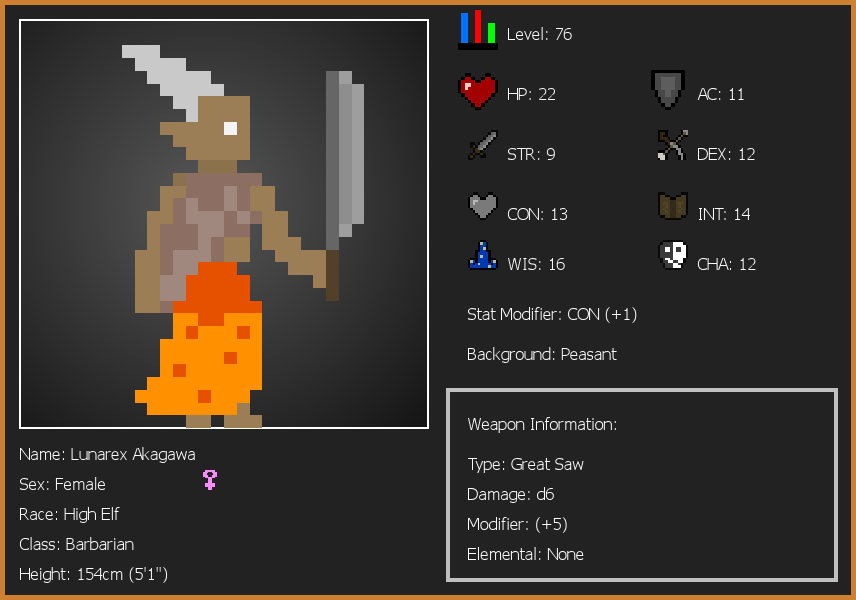 Level: 76
HP: 22
AC: 11
STR: 9
DEX: 12
CON: 13
INT: 14
WIS: 16
CHA: 12
Stat Modifier: CON (+1)
Background: Peasant
Weapon Information:
Type: Great Saw
Damage: d6
Modifier: (+5)
Elemental: None
Name: Lunarex Akagawa
Sex: Female
Race: High Elf
Class: Barbarian
Height: 154cm (5'1")